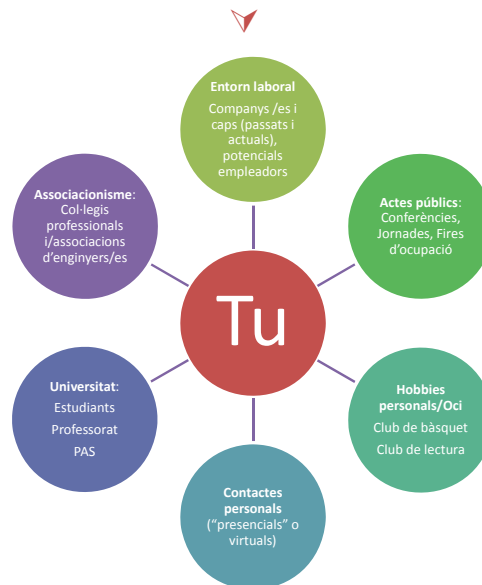 Entorn laboral
Companys /es i
caps (passats i
actuals),
potencials
empleadors
Associacionisme:
Col·legis
professionals
i/associacions
d'enginyers/es
Actes públics:
Conferències,
Jornades, Fires
d'ocupació
Tu
Universitat:
Estudiants
Professorat
PAS
Hobbies
personals/Oci
Club de bàsquet
Club de lectura
Contactes
personals
("presencials" o
virtuals)